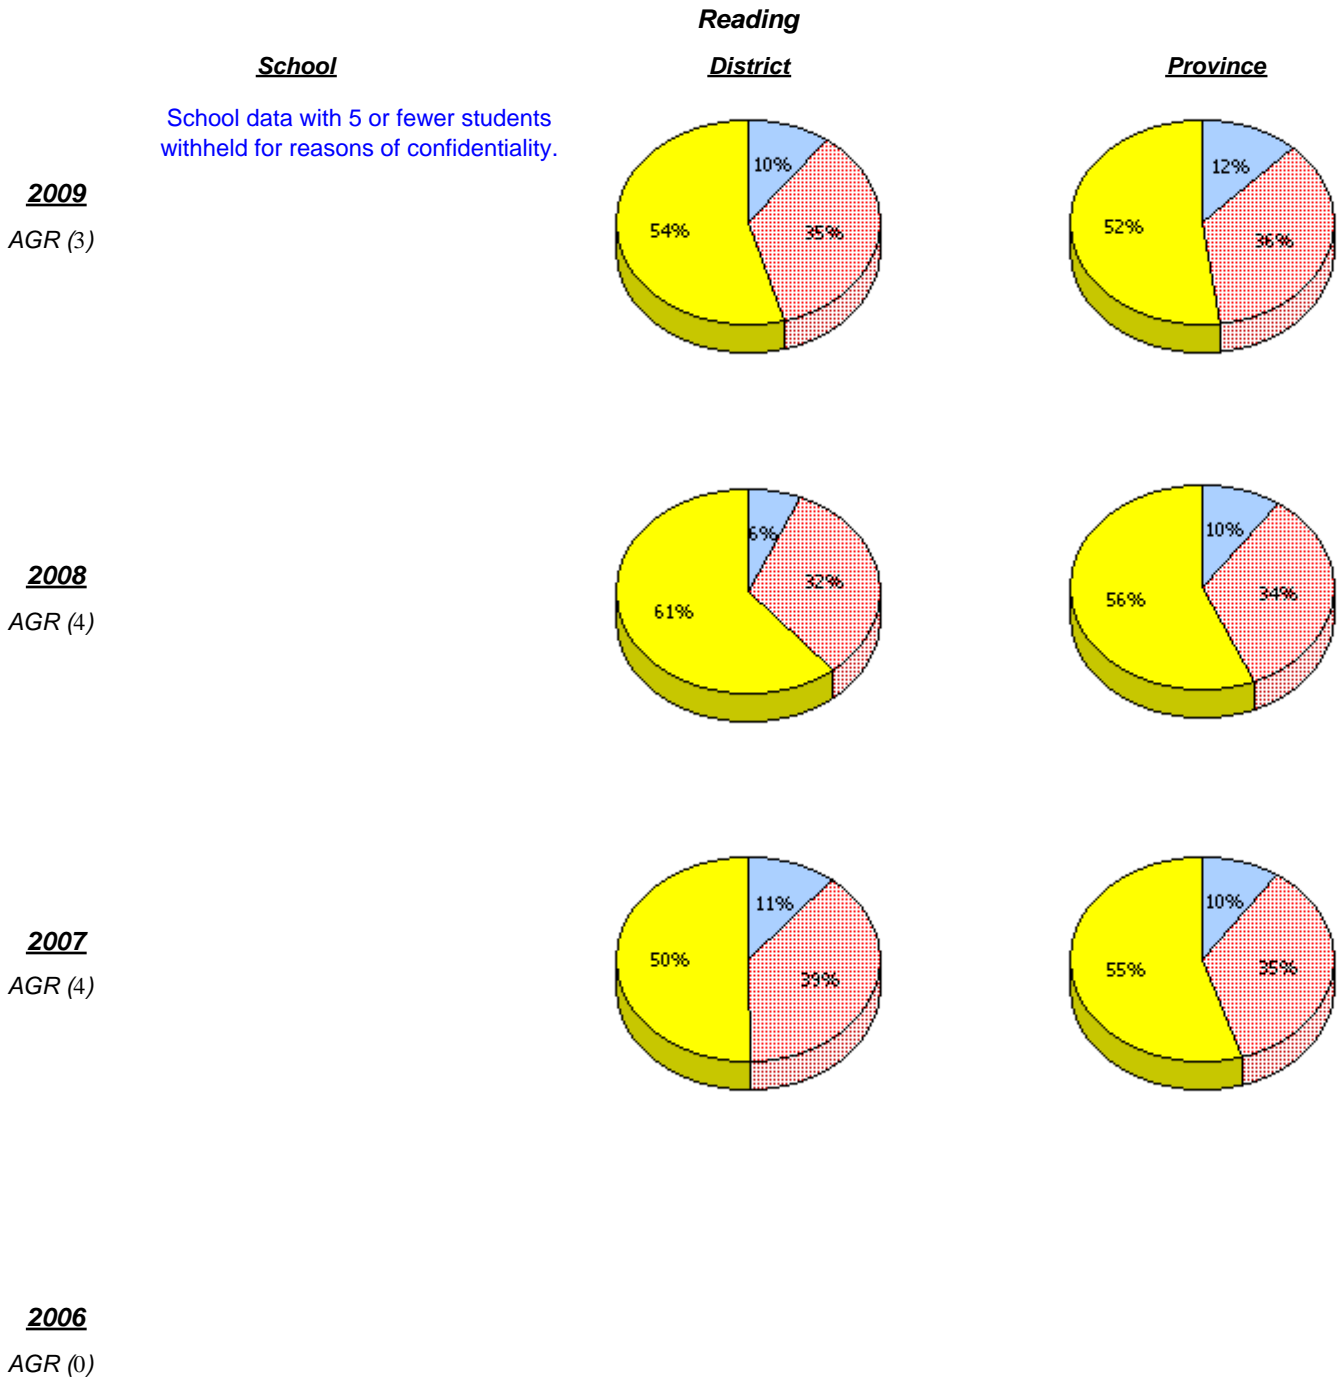 Reading
School District Province
School data with 5 or fewer students
withheld for reasons of confidentiality.
2009
AGR (3)
10%
35%
54%
12%
36%
52%
2008
AGR (4)
6%
32%
61%
10%
34%
56%
2007
AGR (4)
11%
39%
50%
10%
35%
55%
2006
AGR (0)